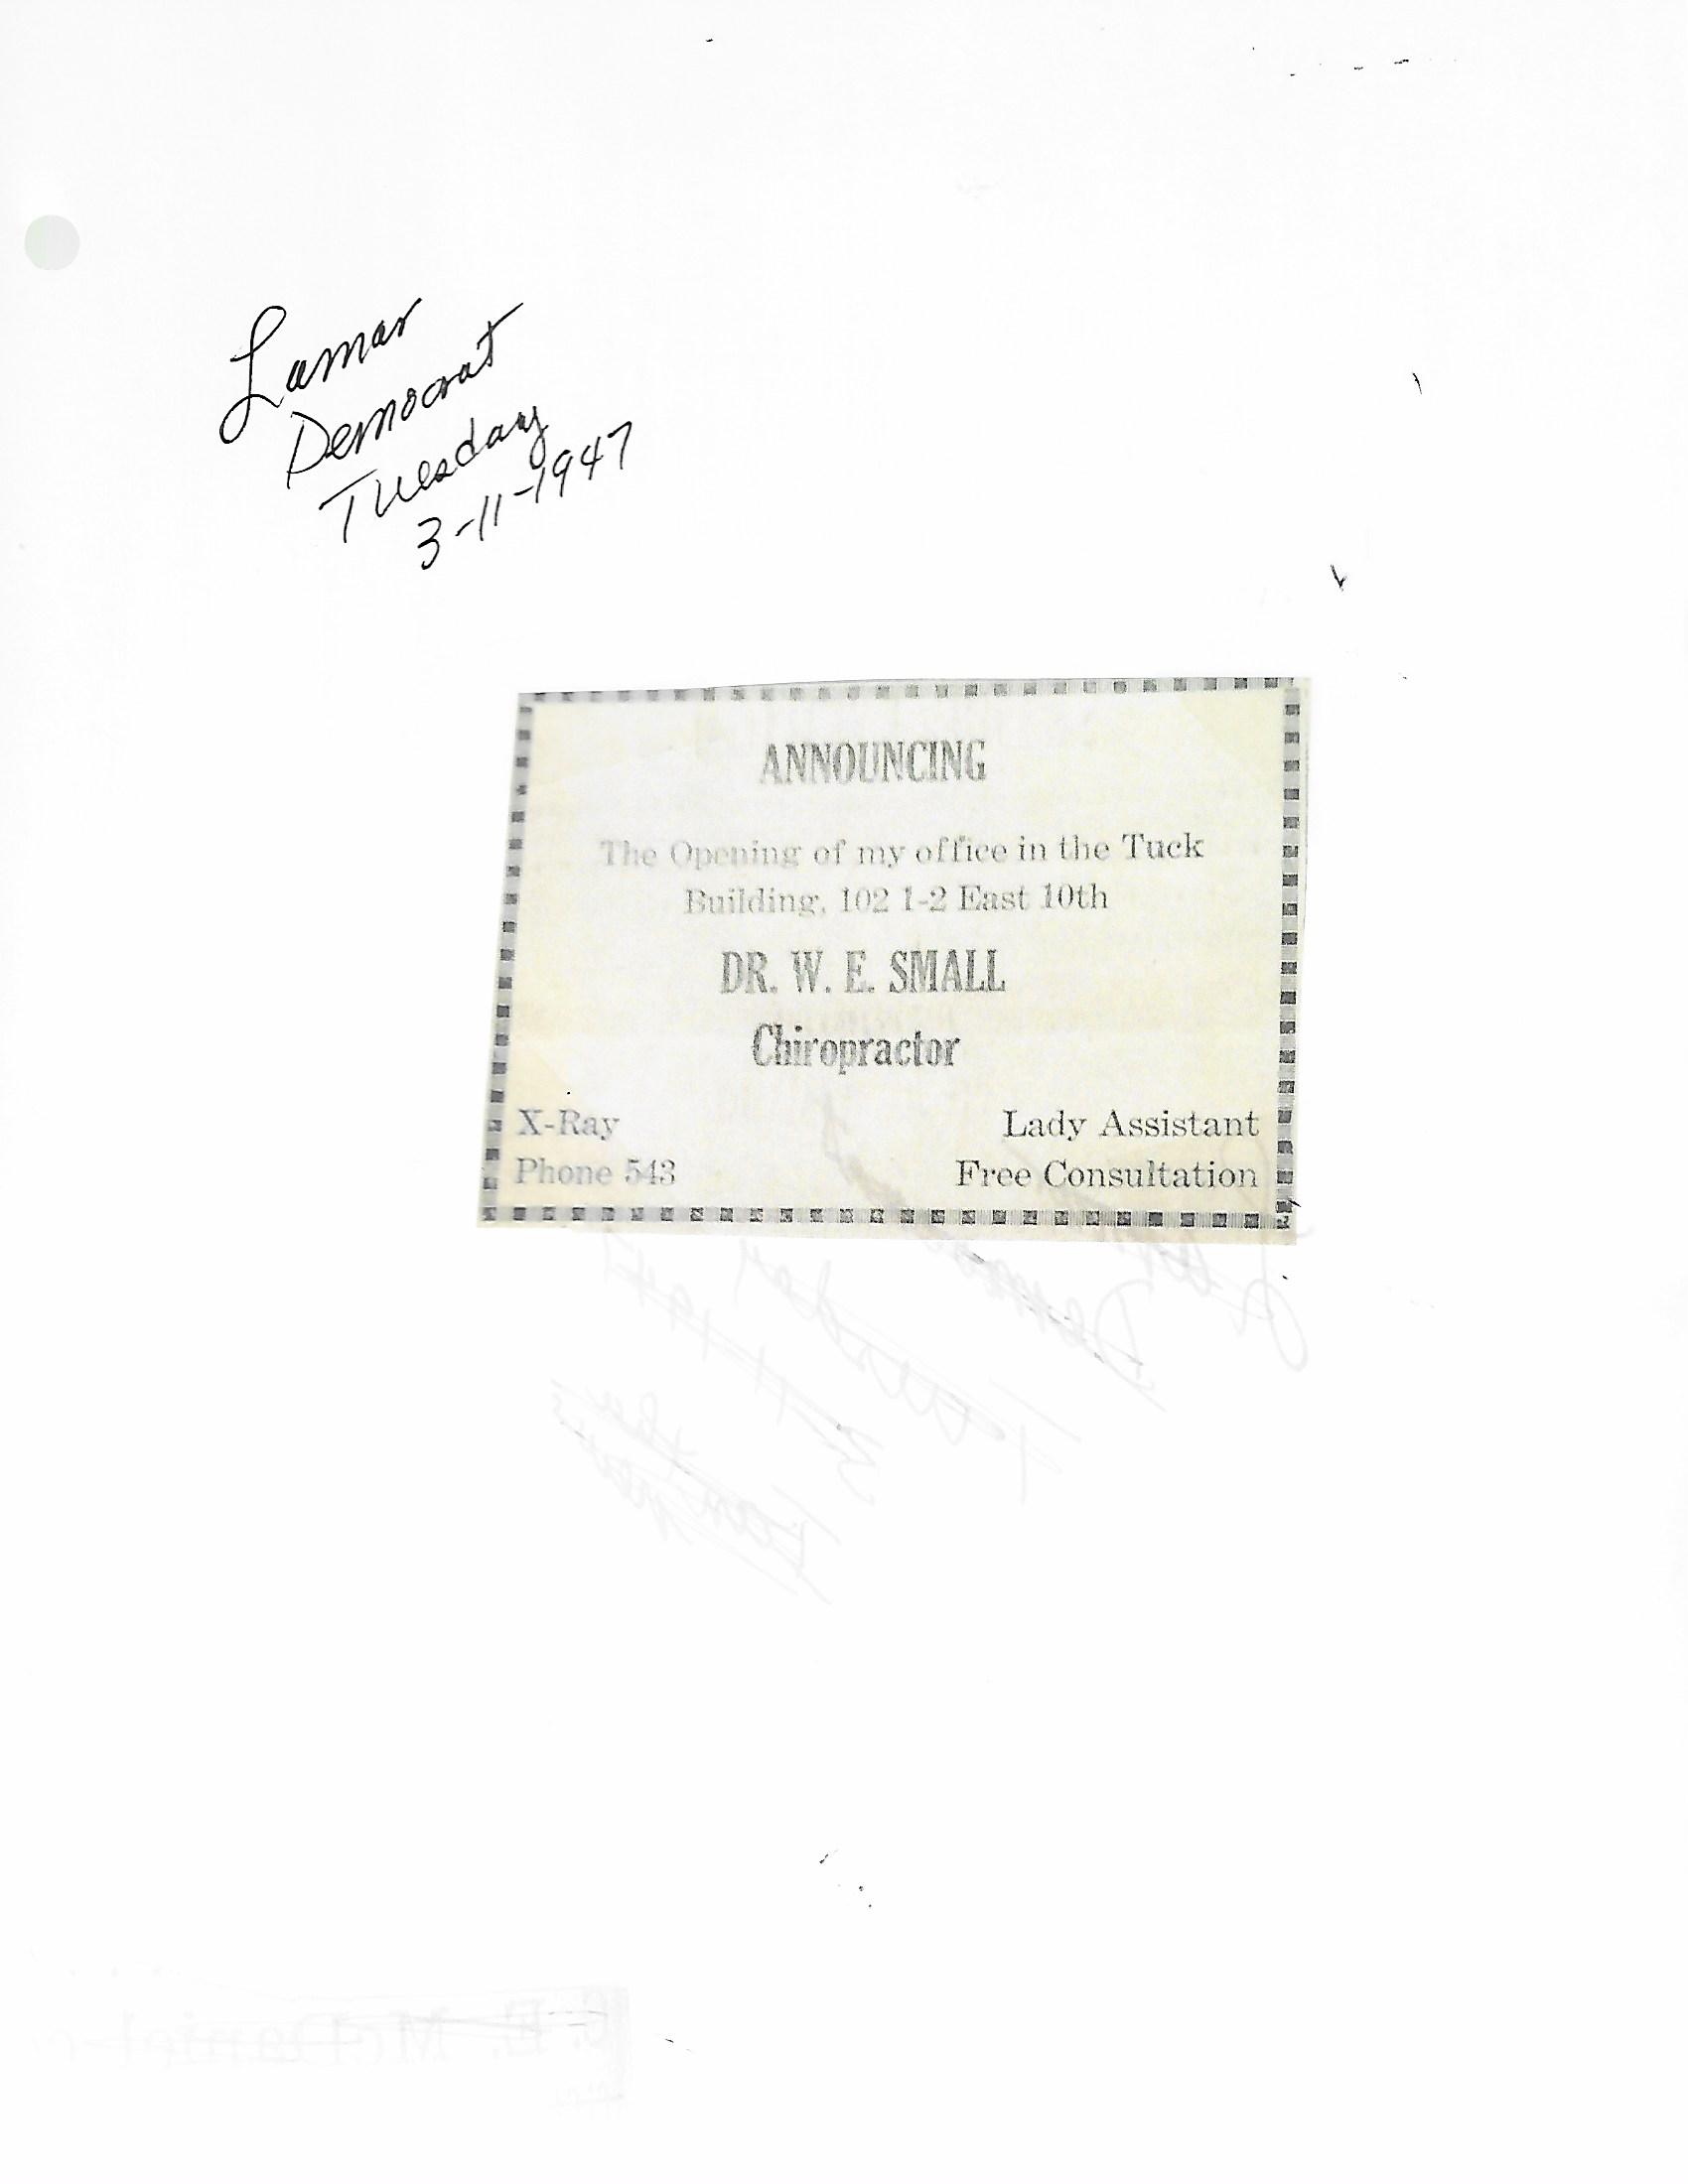 Lamar
Democrat
Tuesday
3-11-1947
ANNOUNCING
The Opening of my office in the Tuck
Building, 102 1-2 East 10th
DR. W. E. SMALL
Chiropractor
X-Ray Lady Assistant
Phone 543 Free Consultation